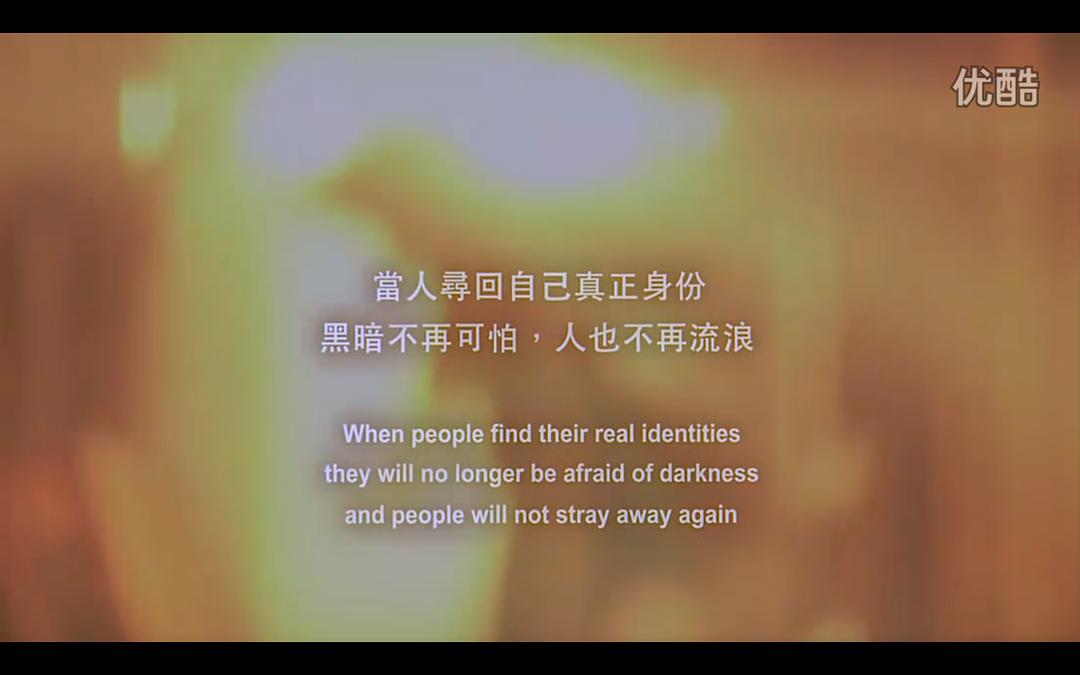 优酷
當人尋回自己真正身份
黑暗不再可怕，人也不再流浪
When people find their real identities
they will no longer be afraid of darkness
and people will not stray away again